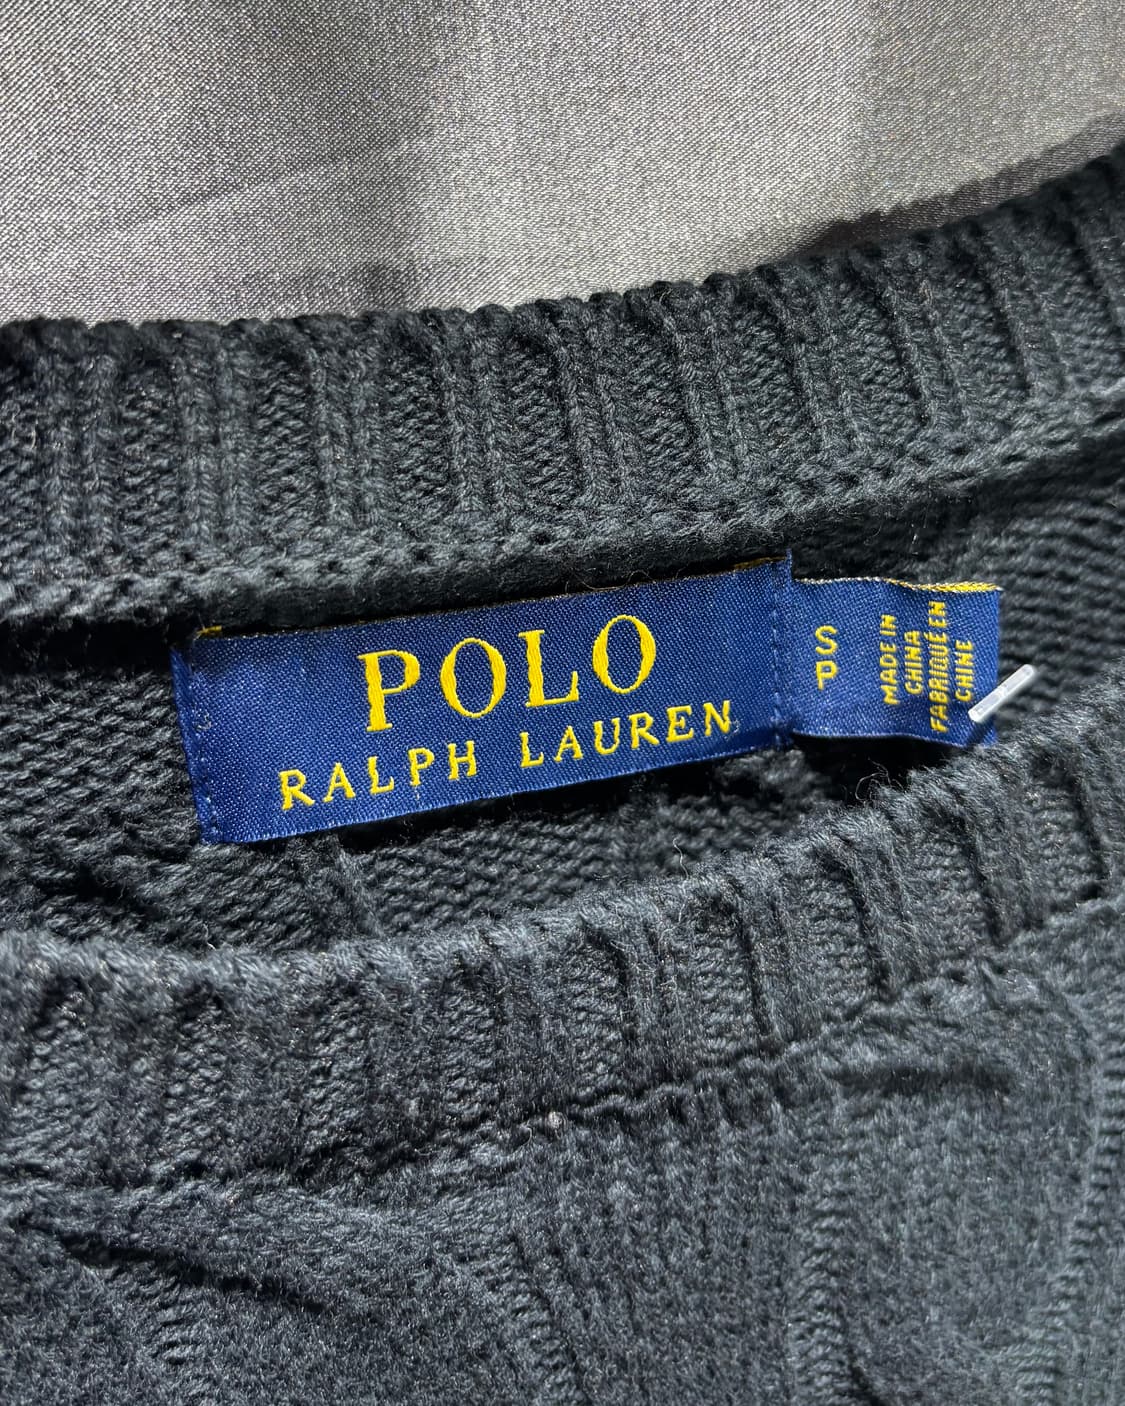 POLO
RALPH LAUREN
S
P
MADE IN
CHINA
FABRIQUÉ EN
CHINE